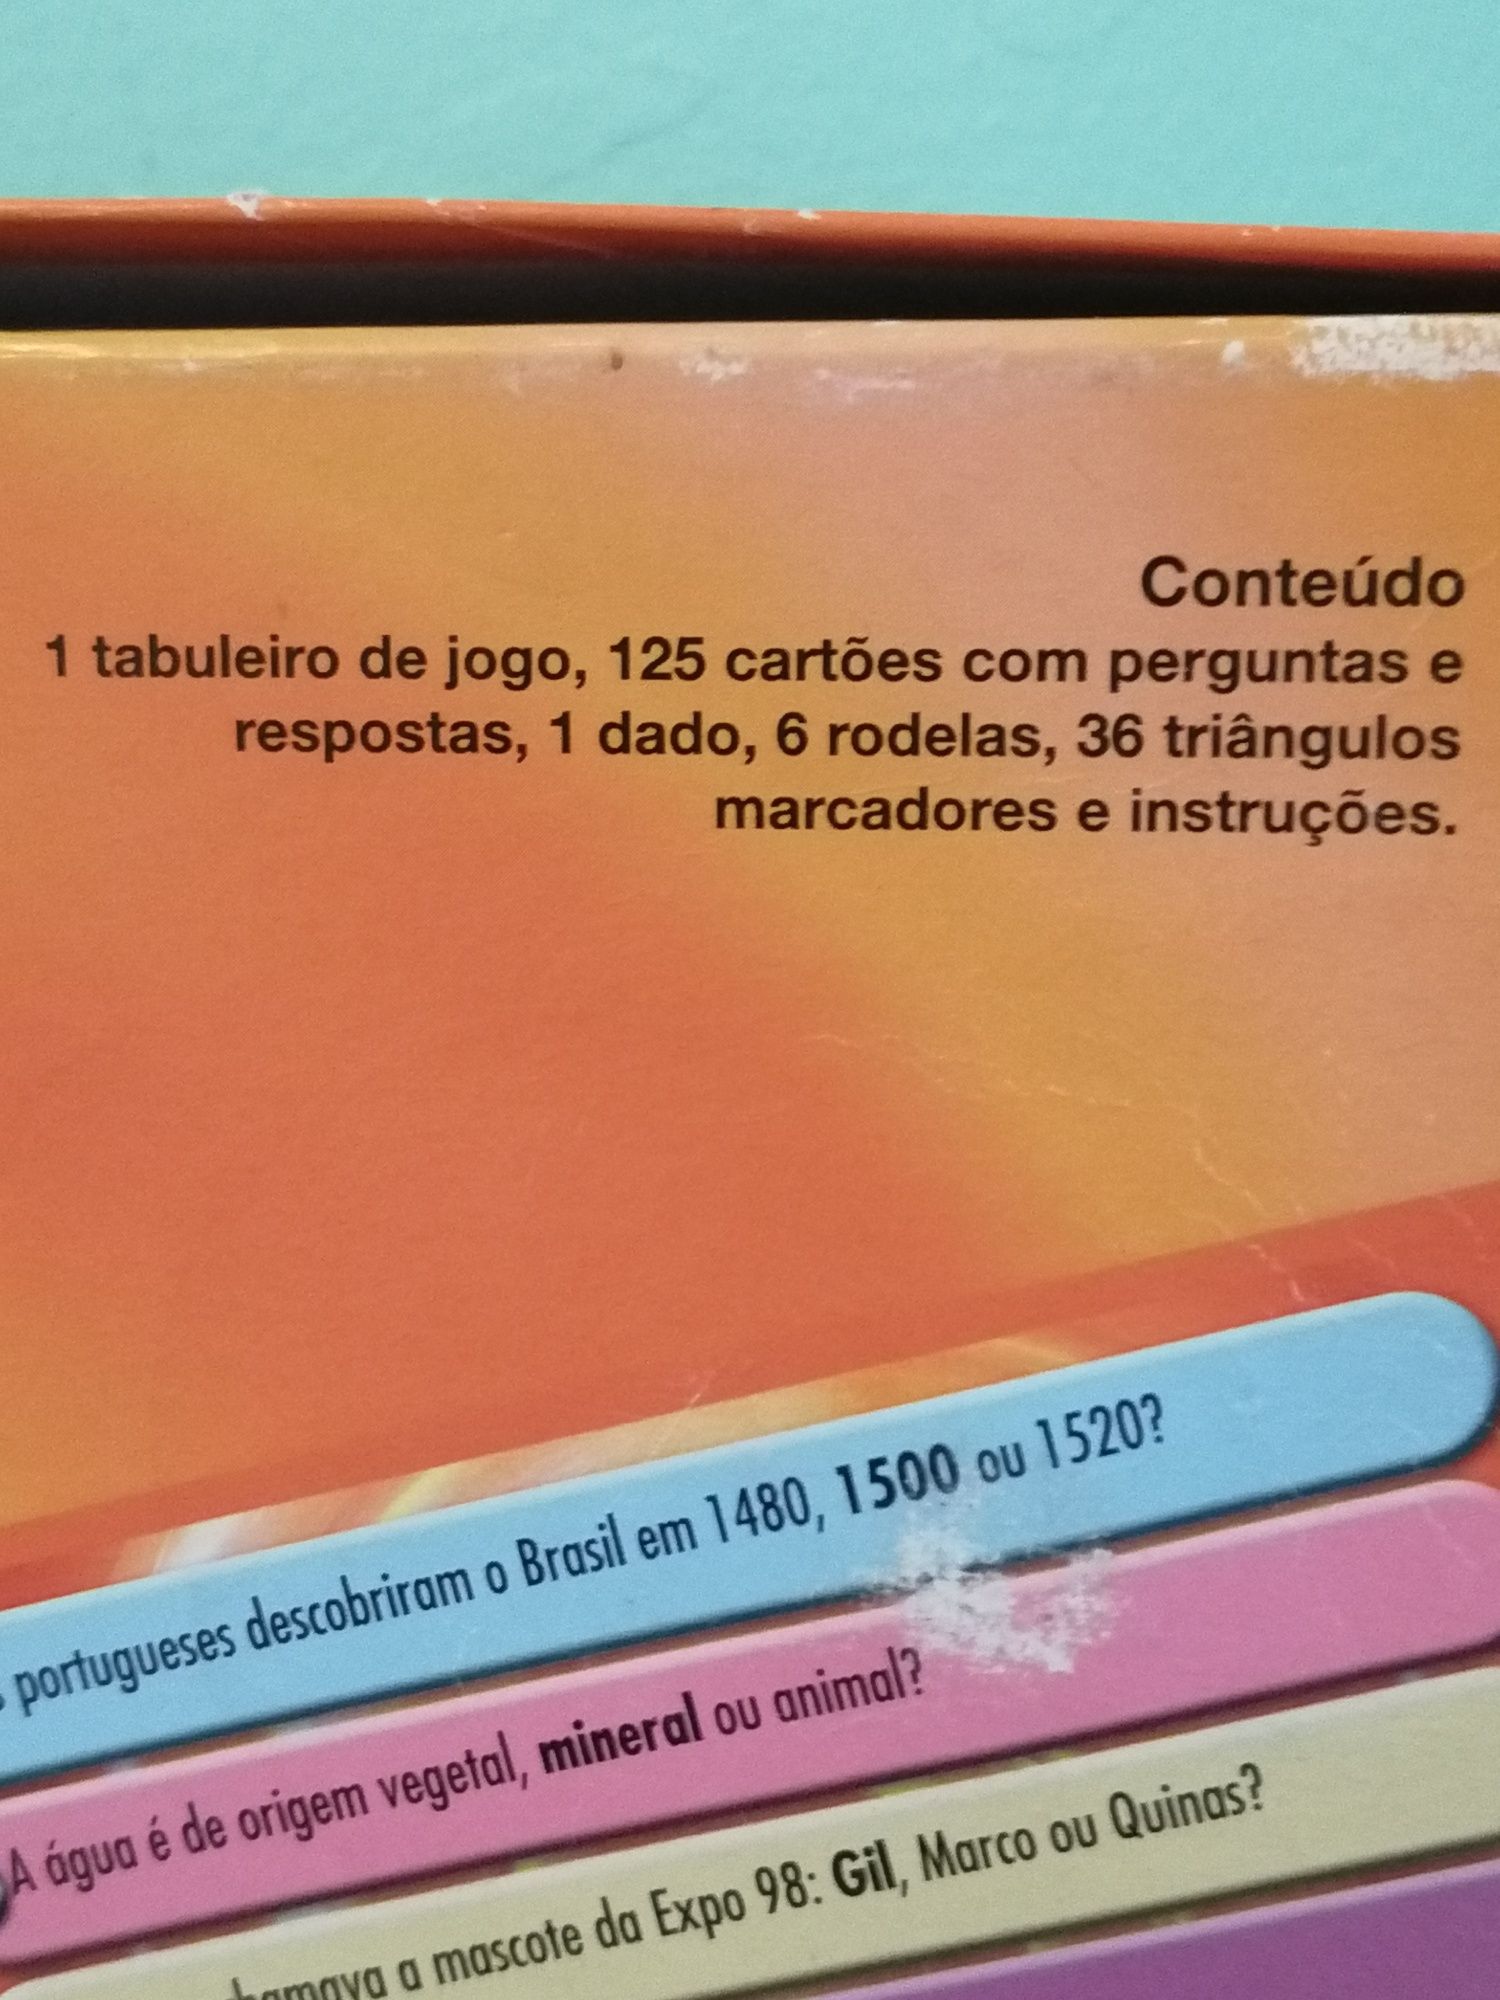 Conteúdo
1 tabuleiro de jogo, 125 cartões com perguntas e
respostas, 1 dado, 6 rodelas, 36 triângulos
marcadores e instruções.
portugueses descobriram o Brasil em 1480, 1500 ou 1520?
A água é de origem vegetal, mineral ou animal?
a mascote da Expo 98: Gil, Marco ou Quinas?